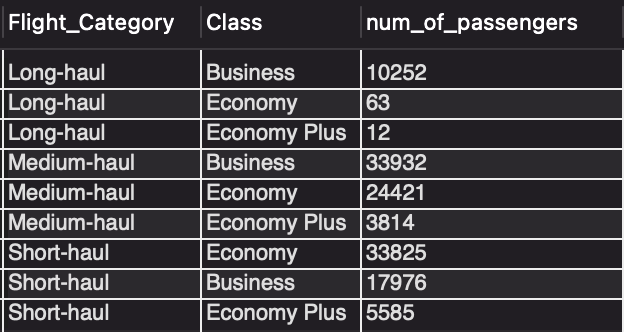 Flight_Category Class num_of_passengers
Long-haul Business 10252
Long-haul Economy 63
Long-haul Economy Plus 12
Medium-haul Business 33932
Medium-haul Economy 24421
Medium-haul Economy Plus 3814
Short-haul Economy 33825
Short-haul Business 17976
Short-haul Economy Plus 5585